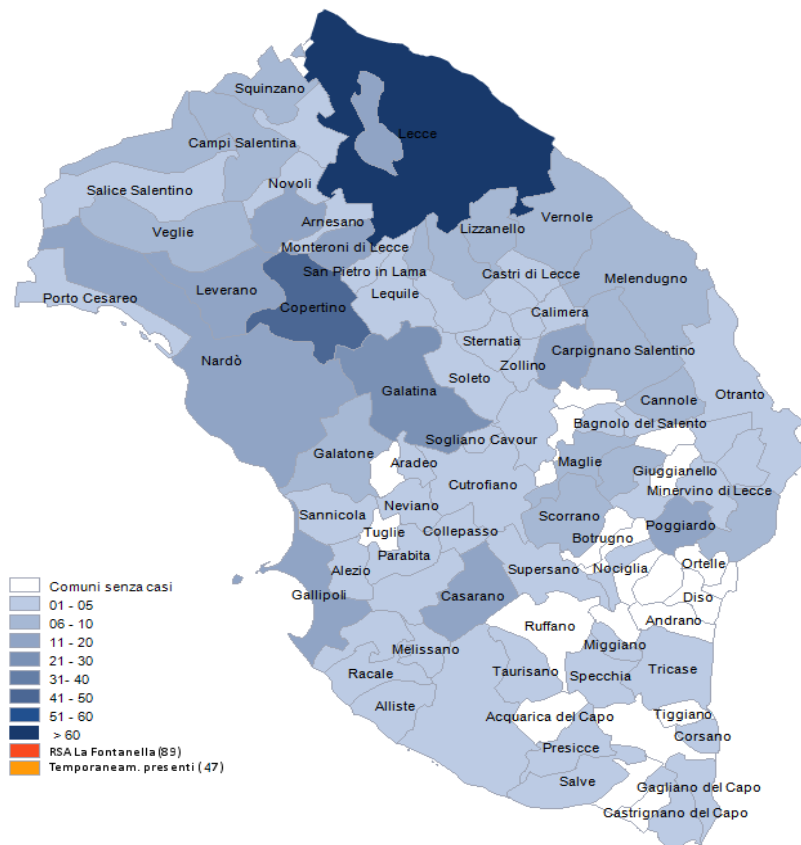 Squinzano
Lecce
Campi Salentina
Novoli
Salice Salentino
Arnesano
Lizzanello
Vernole
Veglie
Monteroni di Lecce
San Pietro in Lama
Castri di Lecce
Melendugno
Leverano
Lequile
Porto Cesareo
Copertino
Calimera
Sternatia
Carpignano Salentino
Nardò
Zollino
Soleto
Galatina
Otranto
Cannole
Bagnolo del Salento
Sogliano Cavour
Galatone
Aradeo
Maglie
Giuggianello
Cutrofiano
Minervino di Lecce
Neviano
Sannicola
Scorrano
Poggiardo
Tuglie
Collepasso
Botrugno
Parabita
Alezio
Supersano
Nociglia
Ortelle
Gallipoli
Casarano
Diso
Andrano
Ruffano
Miggiano
Melissano
Racale
Taurisano
Specchia
Tricase
Alliste
Acquarica del Capo
Tiggiano
Corsano
Presicce
Salve
Gagliano del Capo
Castrignano del Capo
Comuni senza casi
01 - 05
06 - 10
11 - 20
21 - 30
31- 40
41 - 50
51 - 60
> 60
RSA La Fontanella (89)
Temporaneam. presenti (47)